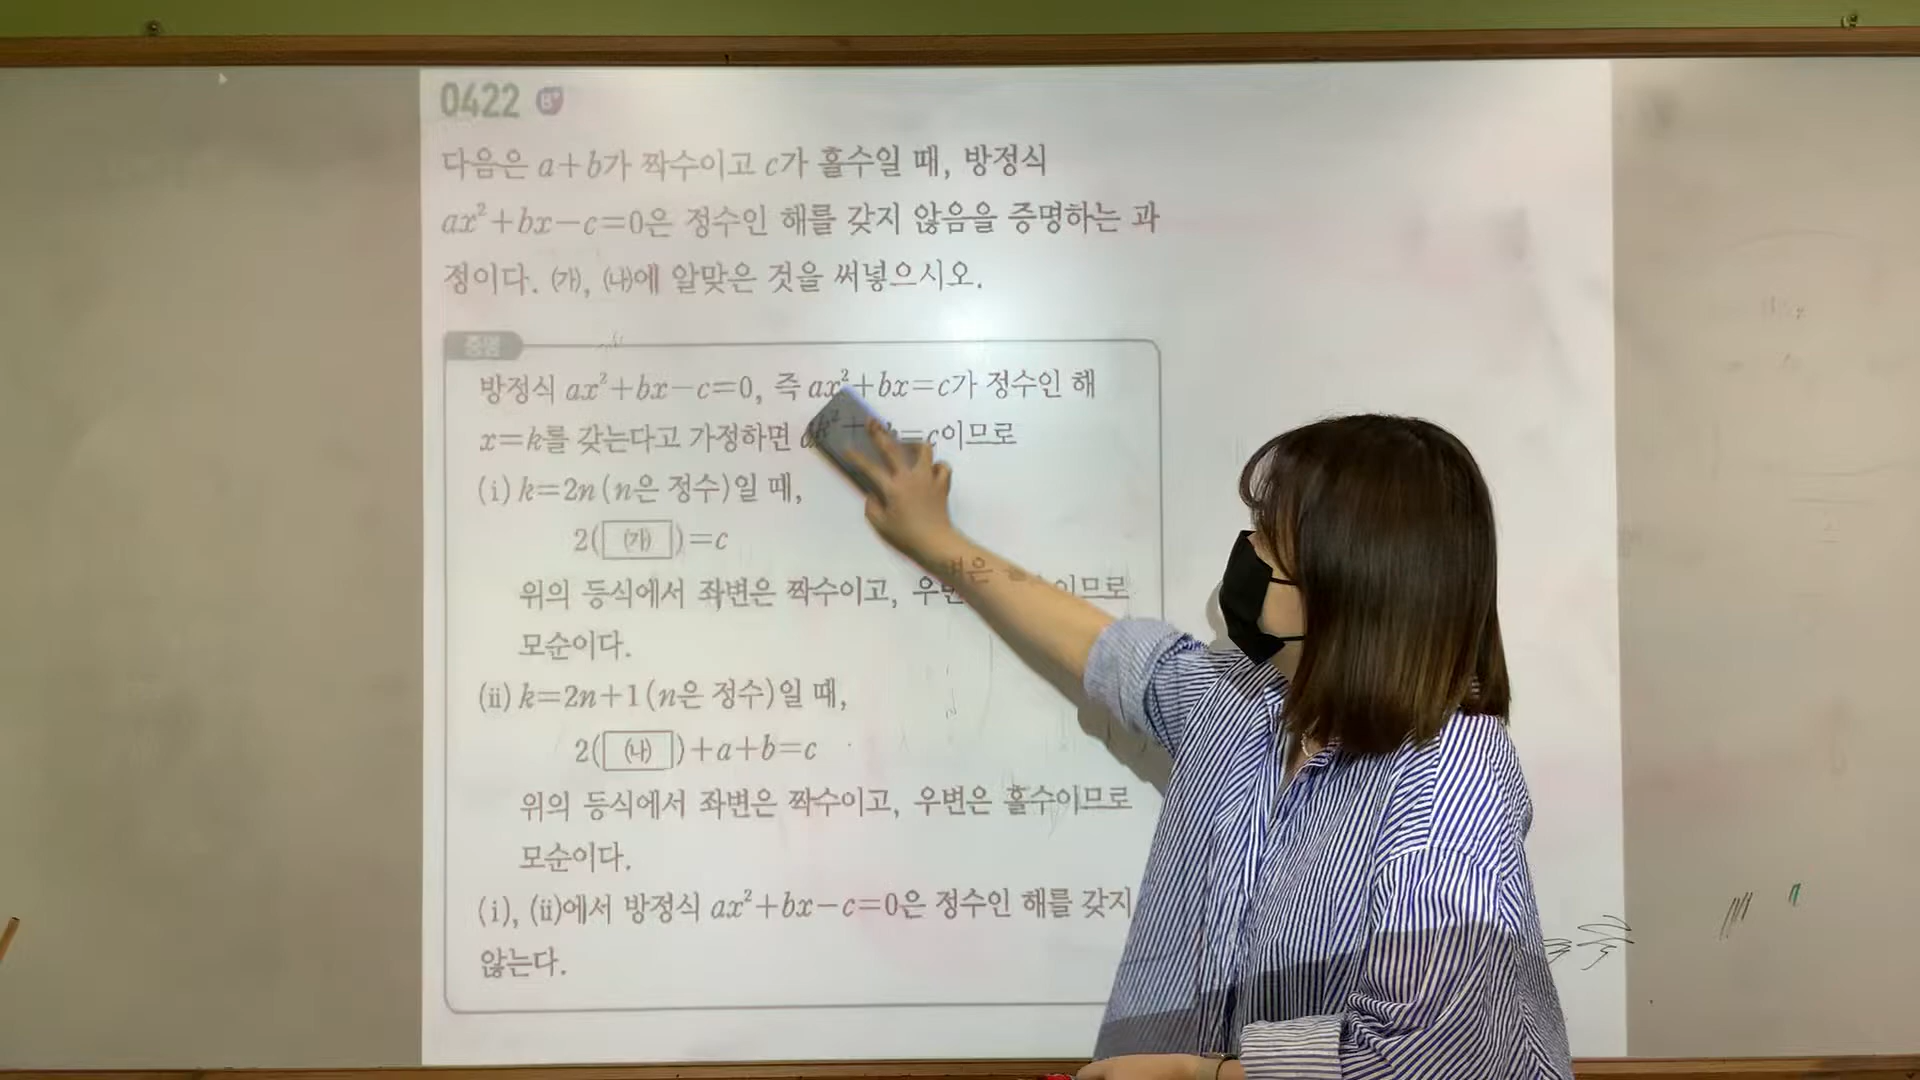 0422 B+
다음은 a+b가 짝수이고 c가 홀수일 때, 방정식
ax²+bx−c=0은 정수인 해를 갖지 않음을 증명하는 과
정이다. ㈎, ㈏에 알맞은 것을 써넣으시오.
증명
방정식 ax²+bx−c=0, 즉 ax²+bx=c가 정수인 해
x=k를 갖는다고 가정하면 =c이므로
(ⅰ) k=2n(n은 정수)일 때,
2( ㈎ )=c
위의 등식에서 좌변은 짝수이고, 우변은 이므로
모순이다.
(ⅱ) k=2n+1(n은 정수)일 때,
2( ㈏ )+a+b=c
위의 등식에서 좌변은 짝수이고, 우변은 홀수이므로
모순이다.
(ⅰ), (ⅱ)에서 방정식 ax²+bx−c=0은 정수인 해를 갖지
않는다.